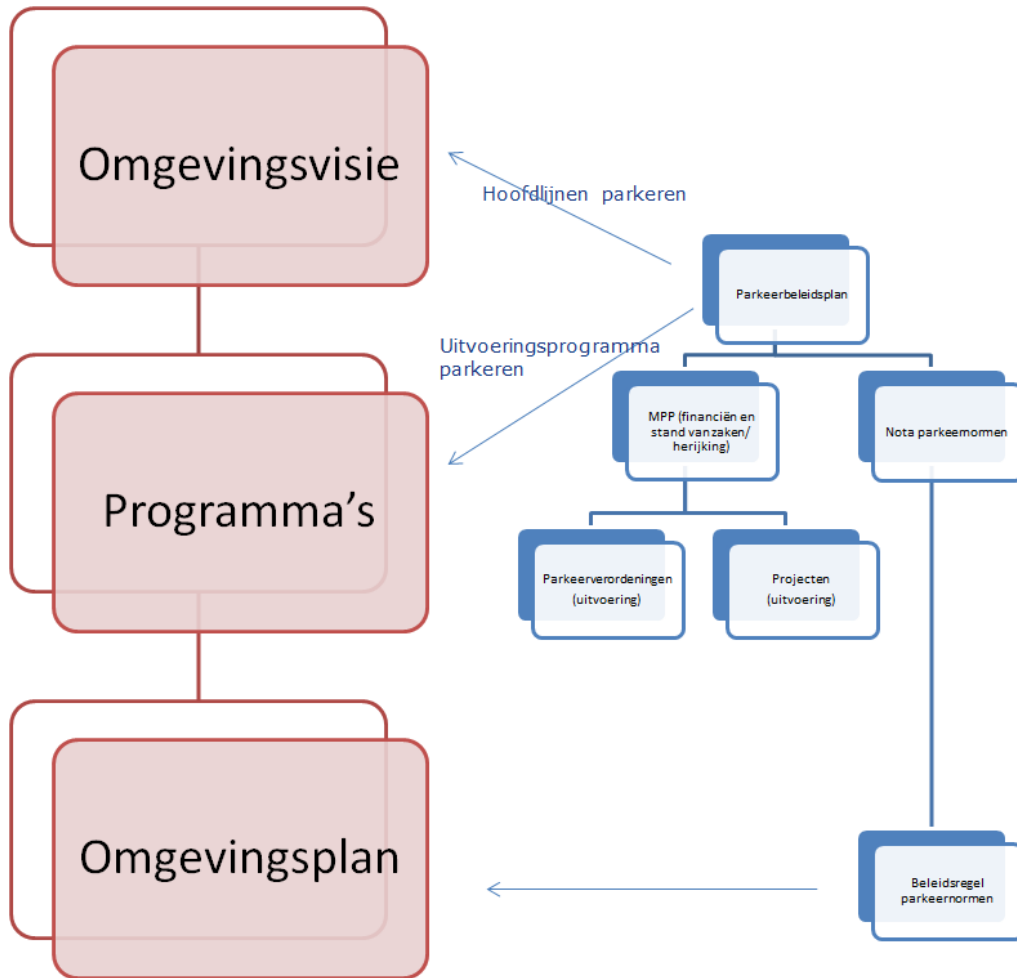 Omgevingsvisie
Hoofdlijnen parkeren
Parkeerbeleidsplan
Uitvoeringsprogramma
parkeren
MPP (financiën en
stand van zaken/
herijking)
Nota parkeernormen
Programma's
Parkeerverordeningen
(uitvoering)
Projecten
(uitvoering)
Omgevingsplan
Beleidsregel
parkeernormen